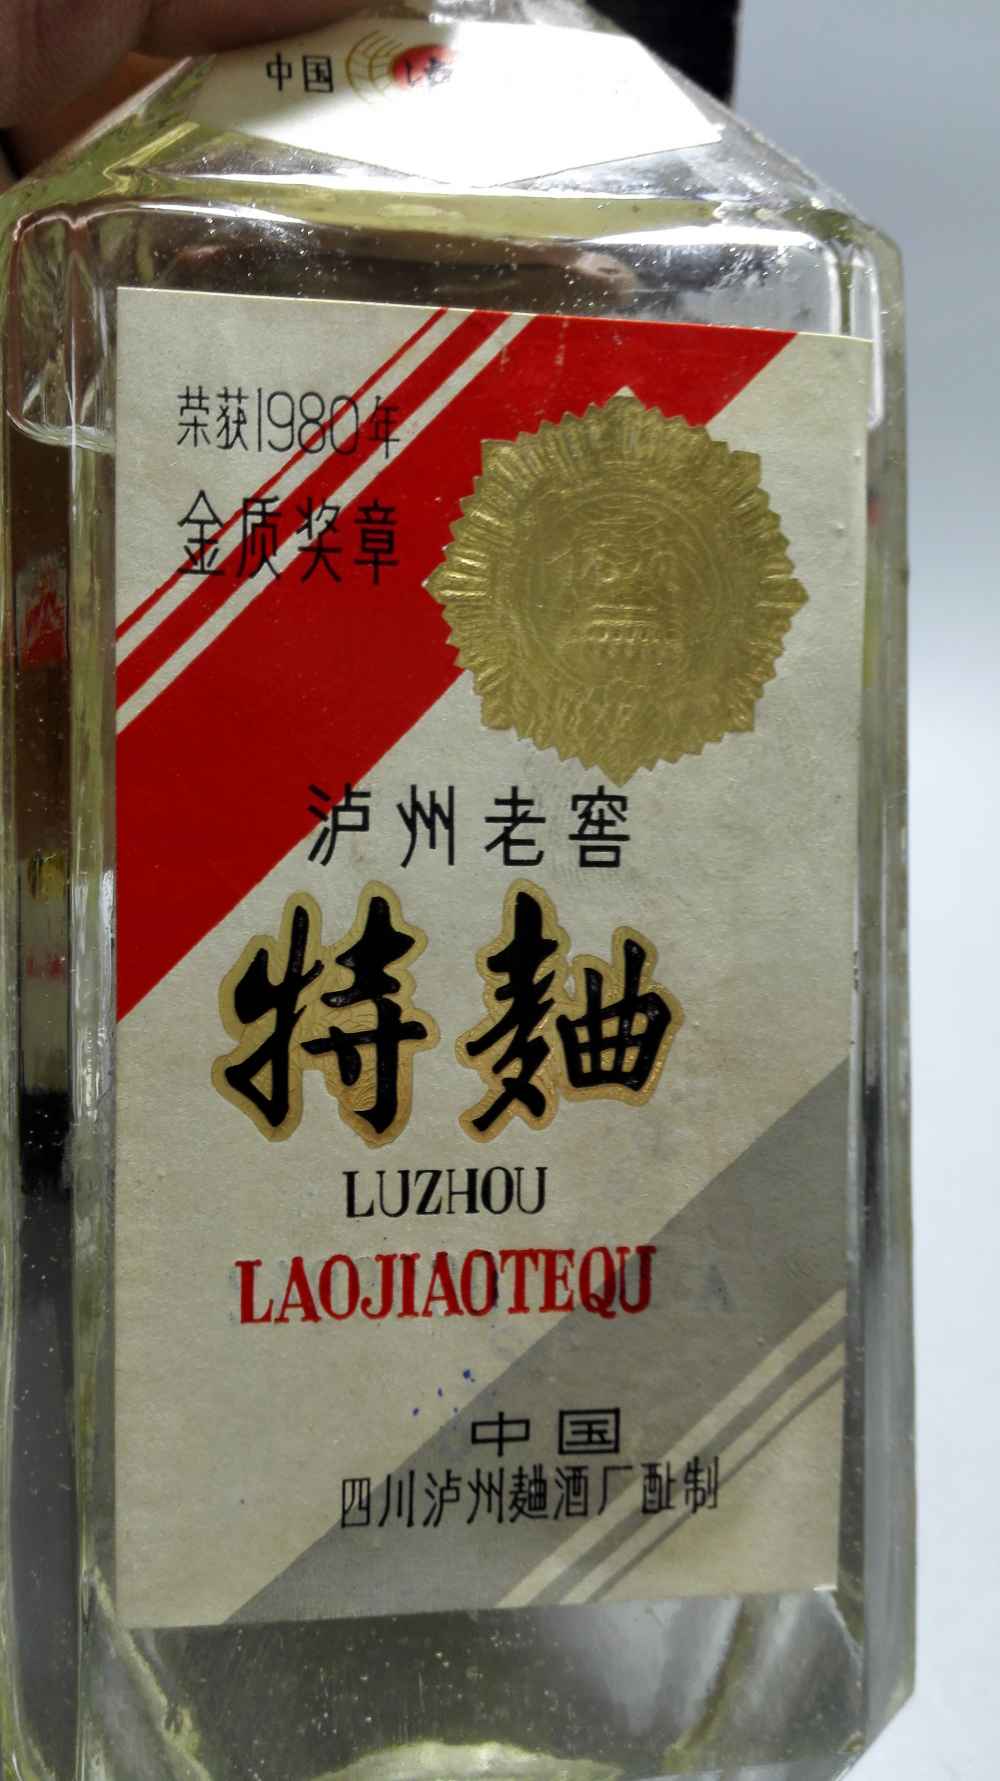 中国
荣获1980年
金质奖章
泸州老窖
特麯
LUZHOU
LAOJIAOTEQU
中国
四川泸州麯酒厂酝制